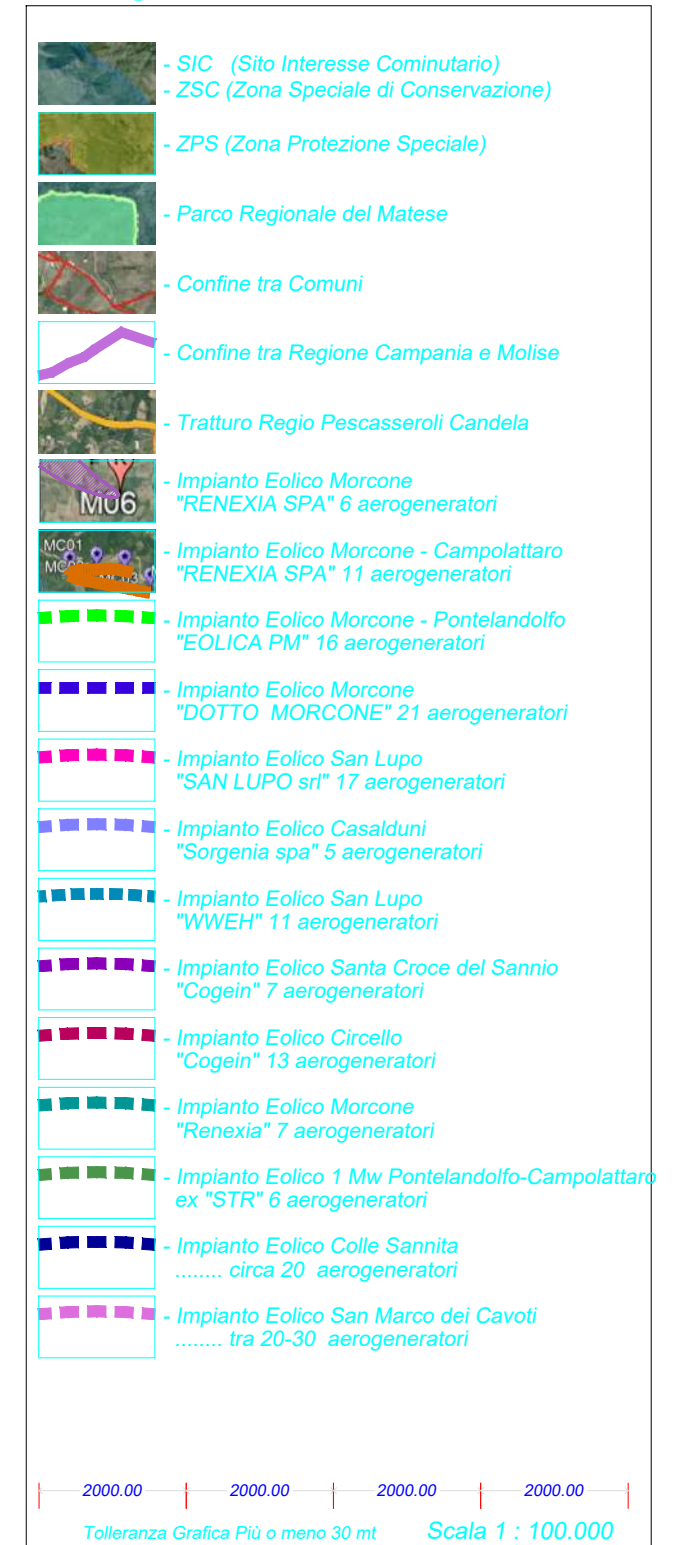 - SIC (Sito Interesse Cominutario)
- ZSC (Zona Speciale di Conservazione)
- ZPS (Zona Protezione Speciale)
- Parco Regionale del Matese
- Confine tra Comuni
- Confine tra Regione Campania e Molise
- Tratturo Regio Pescasseroli Candela
M06
- Impianto Eolico Morcone
"RENEXIA SPA" 6 aerogeneratori
MC01
- Impianto Eolico Morcone - Campolattaro
"RENEXIA SPA" 11 aerogeneratori
- Impianto Eolico Morcone - Pontelandolfo
"EOLICA PM" 16 aerogeneratori
- Impianto Eolico Morcone
"DOTTO MORCONE" 21 aerogeneratori
- Impianto Eolico San Lupo
"SAN LUPO srl" 17 aerogeneratori
- Impianto Eolico Casalduni
"Sorgenia spa" 5 aerogeneratori
- Impianto Eolico San Lupo
"WWEH" 11 aerogeneratori
- Impianto Eolico Santa Croce del Sannio
"Cogein" 7 aerogeneratori
- Impianto Eolico Circello
"Cogein" 13 aerogeneratori
- Impianto Eolico Morcone
"Renexia" 7 aerogeneratori
- Impianto Eolico 1 Mw Pontelandolfo-Campolattaro
ex "STR" 6 aerogeneratori
- Impianto Eolico Colle Sannita
........ circa 20 aerogeneratori
- Impianto Eolico San Marco dei Cavoti
........ tra 20-30 aerogeneratori
2000.00 2000.00 2000.00 2000.00
Tolleranza Grafica Più o meno 30 mt Scala 1 : 100.000